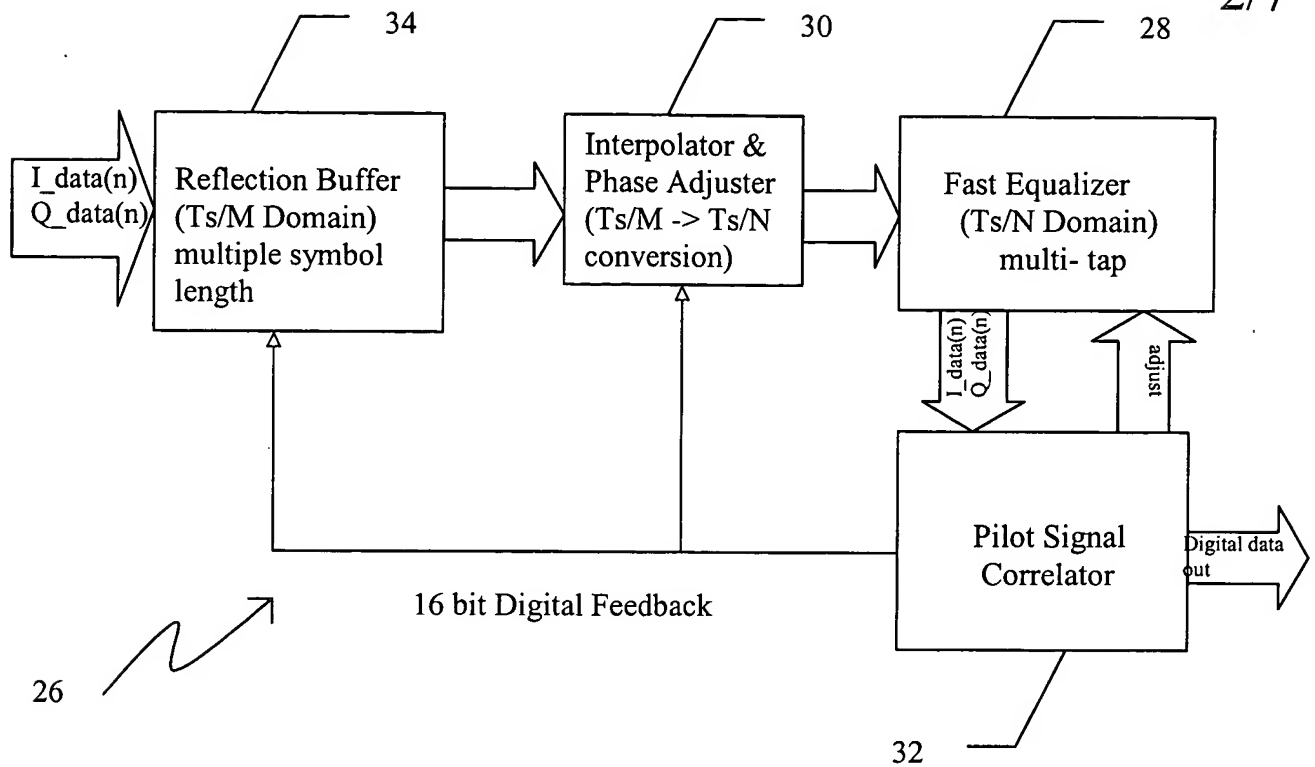 34
30
28
I_data(n)
Q_data(n)
Reflection Buffer
(Ts/M Domain)
multiple symbol
length
Interpolator &
Phase Adjuster
(Ts/M -> Ts/N
conversion)
Fast Equalizer
(Ts/N Domain)
multi- tap
I_data(n)
Q_data(n)
adjust
Pilot Signal
Correlator
Digital data
out
16 bit Digital Feedback
26
32